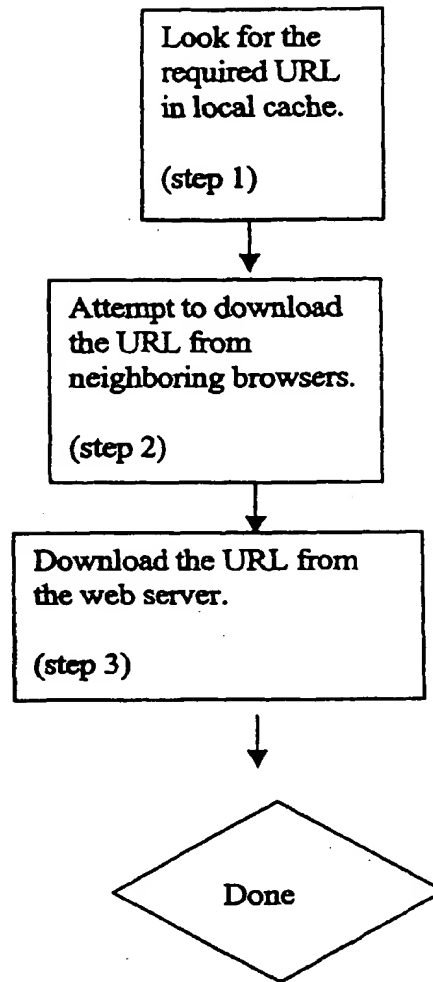 Look for the
required URL
in local cache.
(step 1)
Attempt to download
the URL from
neighboring browsers.
(step 2)
Download the URL from
the web server.
(step 3)
Done